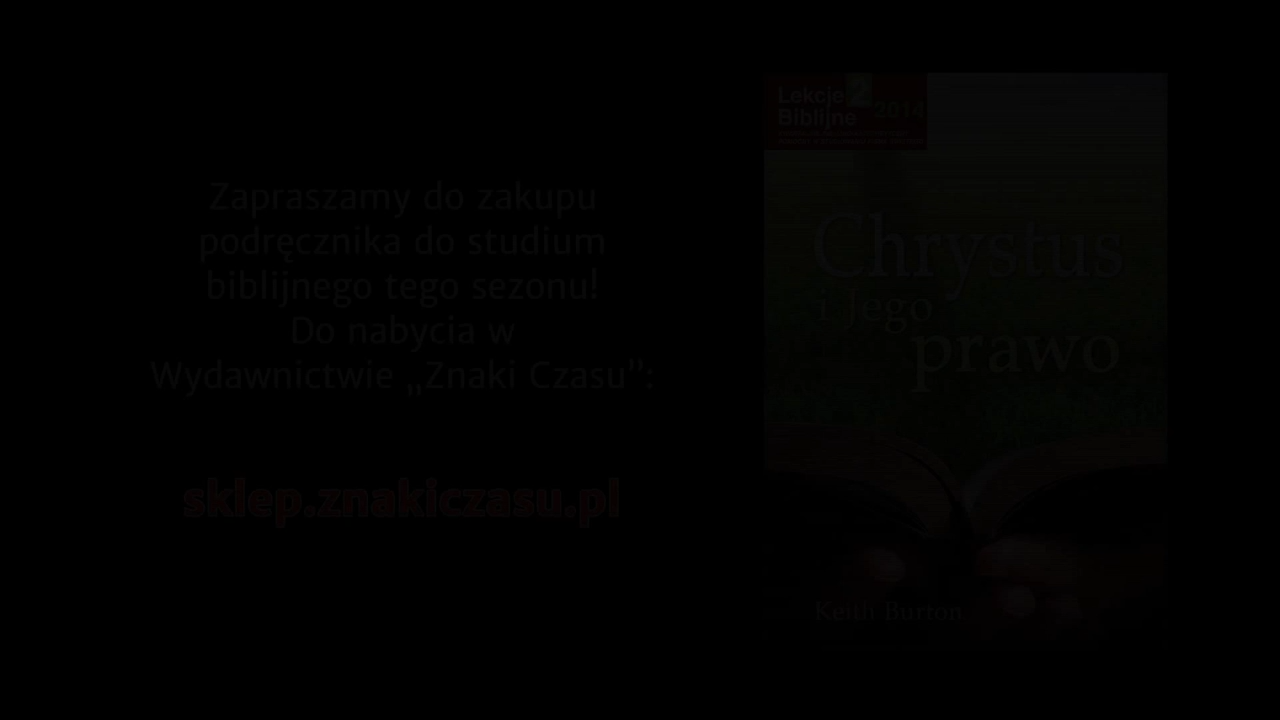 Zapraszamy do zakupu
podręcznika do studium
biblijnego tego sezonu!
Do nabycia w
Wydawnictwie „Znaki Czasu”:
sklep.znakiczasu.pl
Lekcje 2 2014
Biblijne
Chrystus
i Jego
prawo
Keith Burton